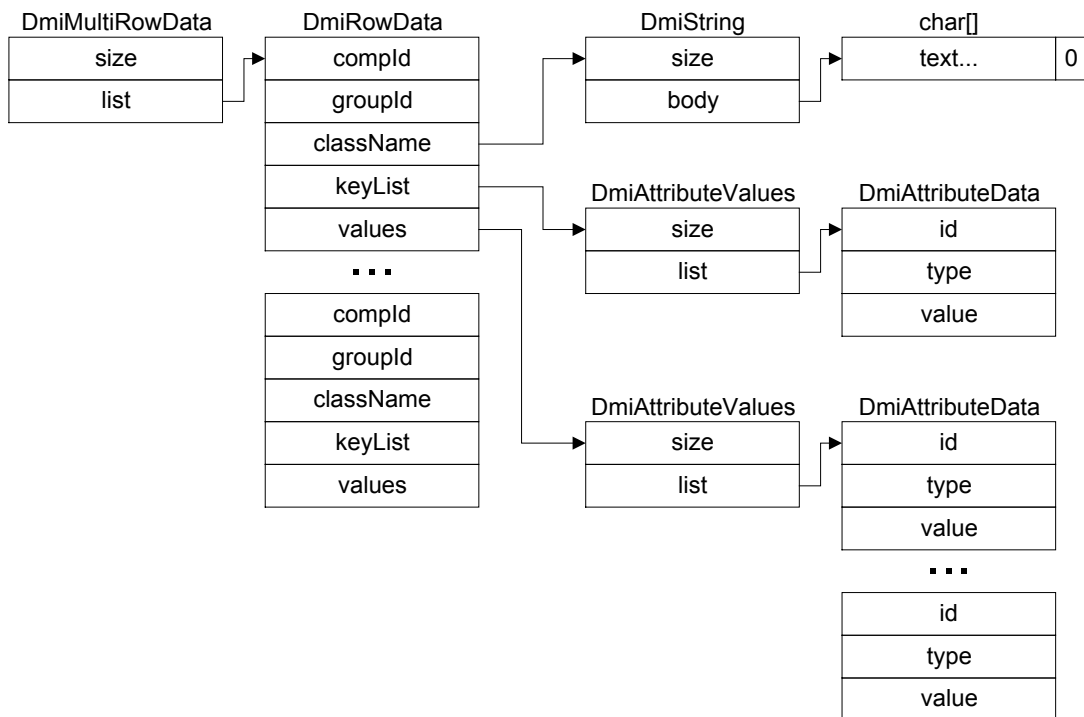 DmiMultiRowData
size
list
DmiRowData
compId
groupId
className
keyList
values
...
compId
groupId
className
keyList
values
DmiString
size
body
char[]
text... 0
DmiAttributeValues
size
list
DmiAttributeData
id
type
value
DmiAttributeValues
size
list
DmiAttributeData
id
type
value
...
id
type
value